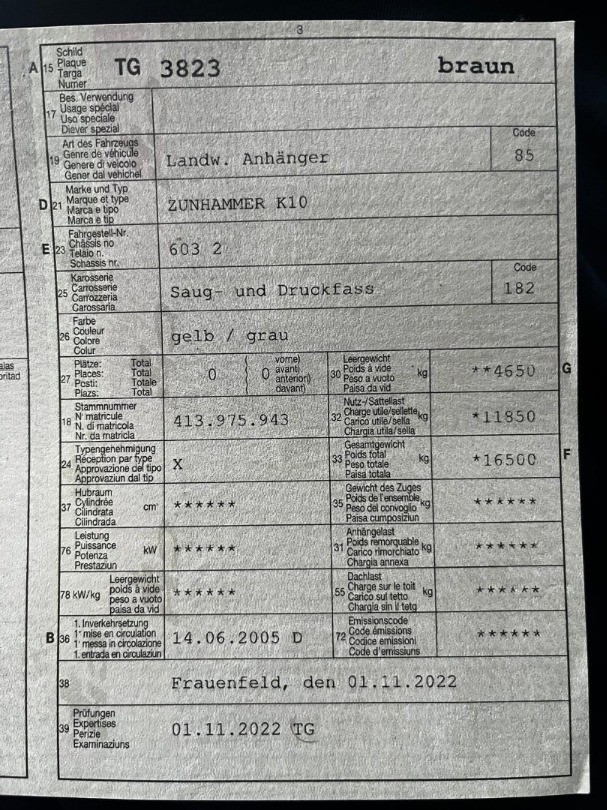 3
A 15 Schild
Plaque
Targa
Numer
TG 3823 braun
17 Bes. Verwendung
Usage spécial
Uso speciale
Diever spezial
19 Art des Fahrzeugs
Genre de véhicule
Genere di veicolo
Gener dal vehichel
Landw. Anhänger
Code
85
D 21 Marke und Typ
Marque et type
Marca e tipo
Marca e tip
ZUNHAMMER K10
E 23 Fahrgestell-Nr.
Châssis no
Telaio n.
Schassis nr.
603 2
25 Karosserie
Carrosserie
Carrozzeria
Carossaria
Saug- und Druckfass
Code
182
26 Farbe
Couleur
Colore
Colur
gelb / grau
27 Plätze: Total
Places: Total
Posti: Totale
Plazs: Total
0 ( 0 vorne)
avant)
anteriori)
davant)
30 Leergewicht
Poids à vide
Peso a vuoto
Paisa da vid
kg
**4650 G
18 Stammnummer
N° matricule
N. di matricola
Nr. da matricla
413.975.943
32 Nutz-/Sattellast
Charge utile/sellette
Carico utile/sella
Chargia utila/sella
kg
*11850
24 Typengenehmigung
Réception par type
Approvazione del tipo
Approvaziun dal tip
X
33 Gesamtgewicht
Poids total
Peso totale
Paisa totala
kg
*16500 F
37 Hubraum
Cylindrée
Cilindrata
Cilindrada
cm³
******
35 Gewicht des Zuges
Poids de l'ensemble
Peso del convoglio
Paisa cumposiziun
kg
******
76 Leistung
Puissance
Potenza
Prestaziun
kW
******
31 Anhängelast
Poids remorquable
Carico rimorchiato
Chargia annexa
kg
******
78 kW/kg
Leergewicht
poids à vide
peso a vuoto
paisa da vid
******
55 Dachlast
Charge sur le toit
Carico sul tetto
Chargia sin il tetg
kg
******
B 36 1. Inverkehrsetzung
1re mise en circulation
1a messa in circolazione
1. entrada en circulaziun
14.06.2005 D
72 Emissionscode
Code émissions
Codice emissioni
Code d'emissiuns
******
38
Frauenfeld, den 01.11.2022
39 Prüfungen
Expertises
Perizie
Examinaziuns
01.11.2022 TG